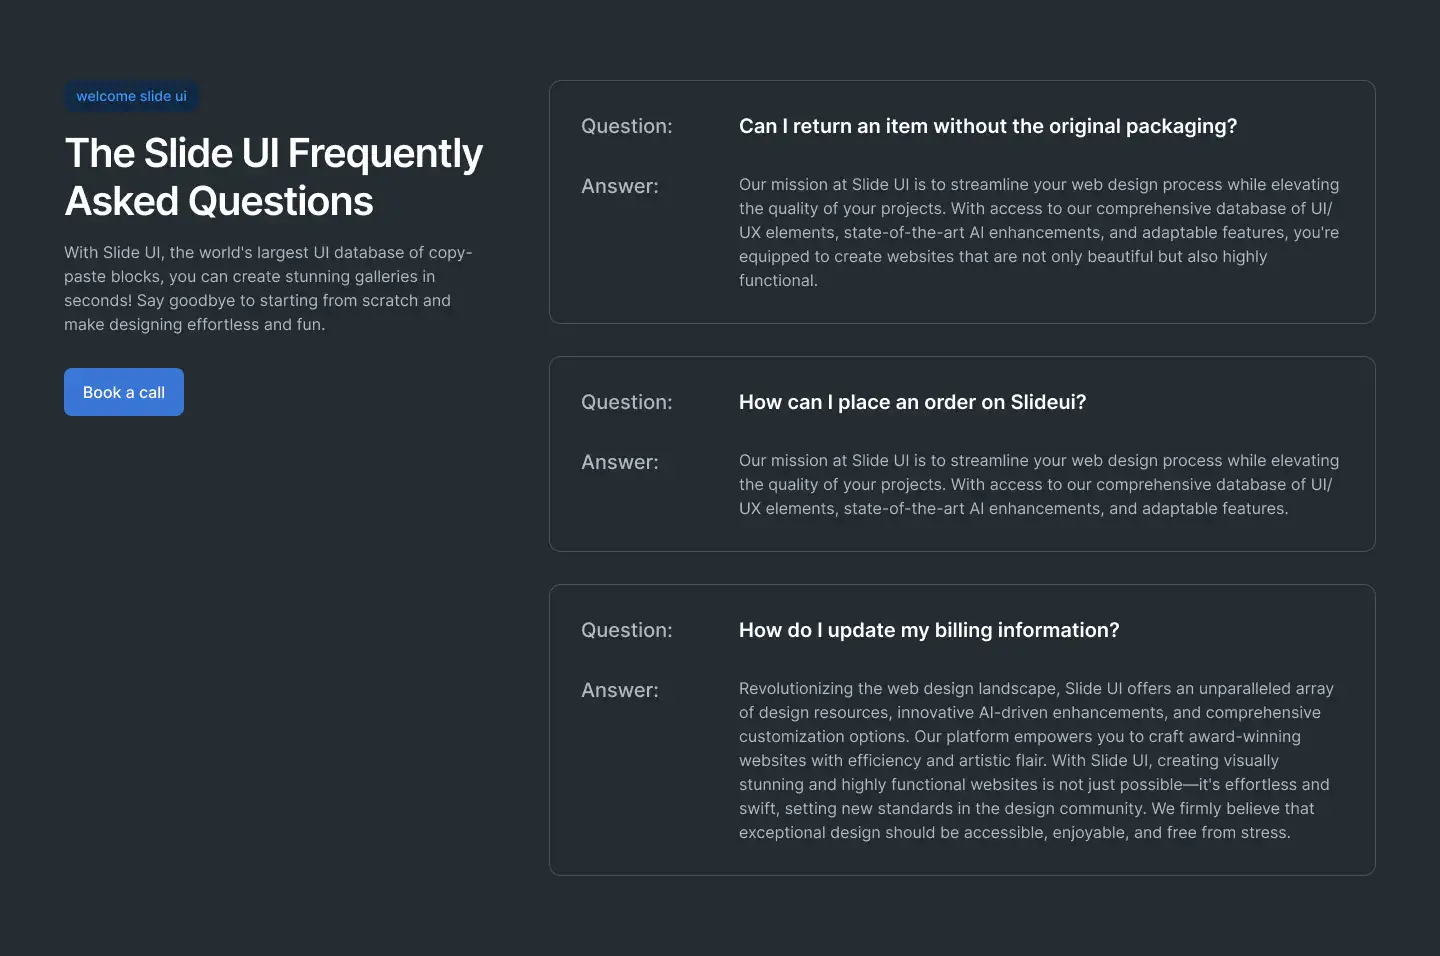 welcome slide ui
The Slide UI Frequently
Asked Questions
With Slide UI, the world's largest UI database of copy-
paste blocks, you can create stunning galleries in
seconds! Say goodbye to starting from scratch and
make designing effortless and fun.
Book a call
Question:
Can I return an item without the original packaging?
Answer:
Our mission at Slide UI is to streamline your web design process while elevating
the quality of your projects. With access to our comprehensive database of UI/
UX elements, state-of-the-art AI enhancements, and adaptable features, you're
equipped to create websites that are not only beautiful but also highly
functional.
Question:
How can I place an order on Slideui?
Answer:
Our mission at Slide UI is to streamline your web design process while elevating
the quality of your projects. With access to our comprehensive database of UI/
UX elements, state-of-the-art AI enhancements, and adaptable features.
Question:
How do I update my billing information?
Answer:
Revolutionizing the web design landscape, Slide UI offers an unparalleled array
of design resources, innovative AI-driven enhancements, and comprehensive
customization options. Our platform empowers you to craft award-winning
websites with efficiency and artistic flair. With Slide UI, creating visually
stunning and highly functional websites is not just possible—it's effortless and
swift, setting new standards in the design community. We firmly believe that
exceptional design should be accessible, enjoyable, and free from stress.